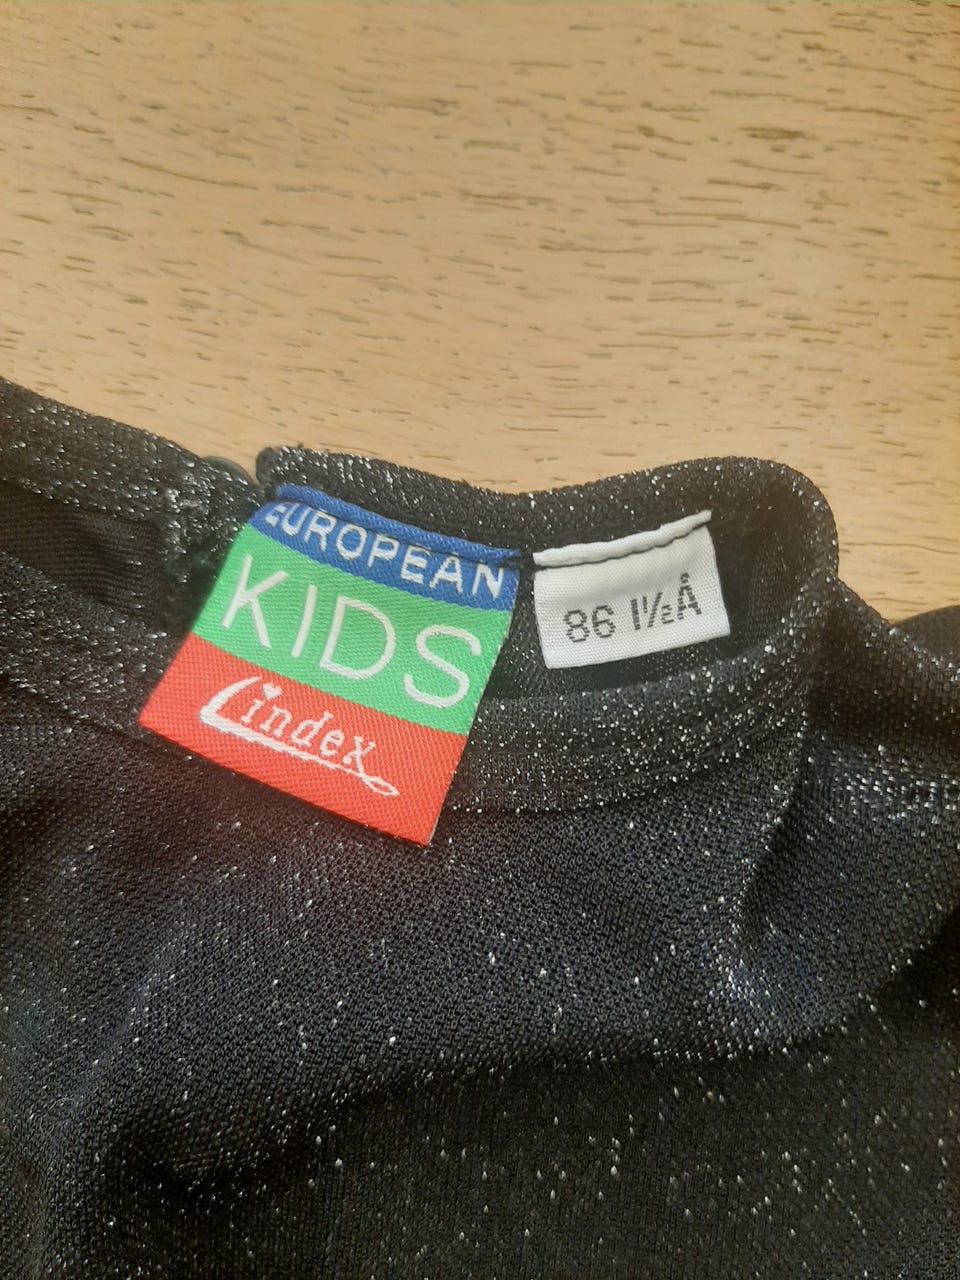 EUROPEAN
KIDS
Lindex
86 1½Å